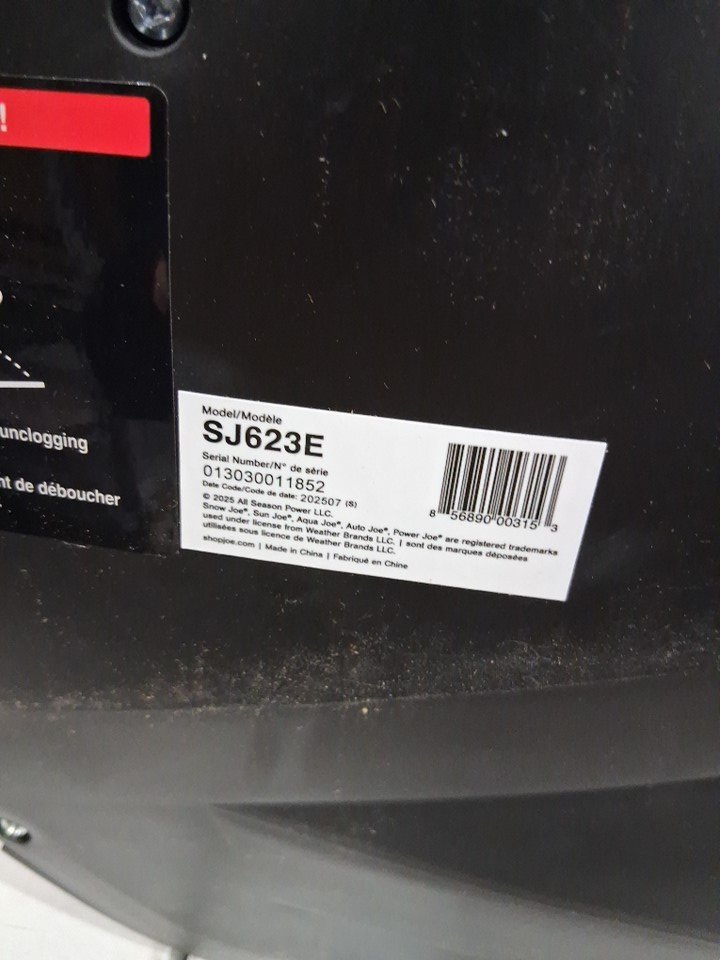 !
unclogging
nt de déboucher
Model/Modèle
SJ623E
Serial Number/N° de série
013030011852
Date Code/Code de date: 202507 (S)
© 2025 All Season Power LLC.
Snow Joe®, Sun Joe®, Aqua Joe®, Auto Joe®, Power Joe® are registered trademarks
used under license from Weather Brands LLC. | sont des marques déposées
utilisées sous licence de Weather Brands LLC.
shopjoe.com | Made in China | Fabriqué en Chine
8 56890 00315 3